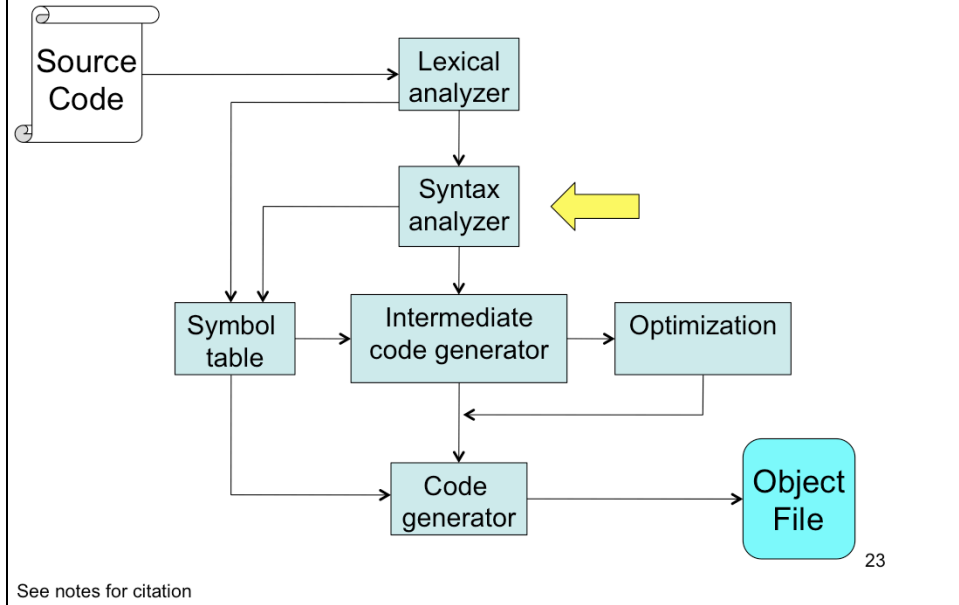 Source
Code
Lexical
analyzer
Syntax
analyzer
Symbol
table
Intermediate
code generator
Optimization
Code
generator
Object
File
23
See notes for citation